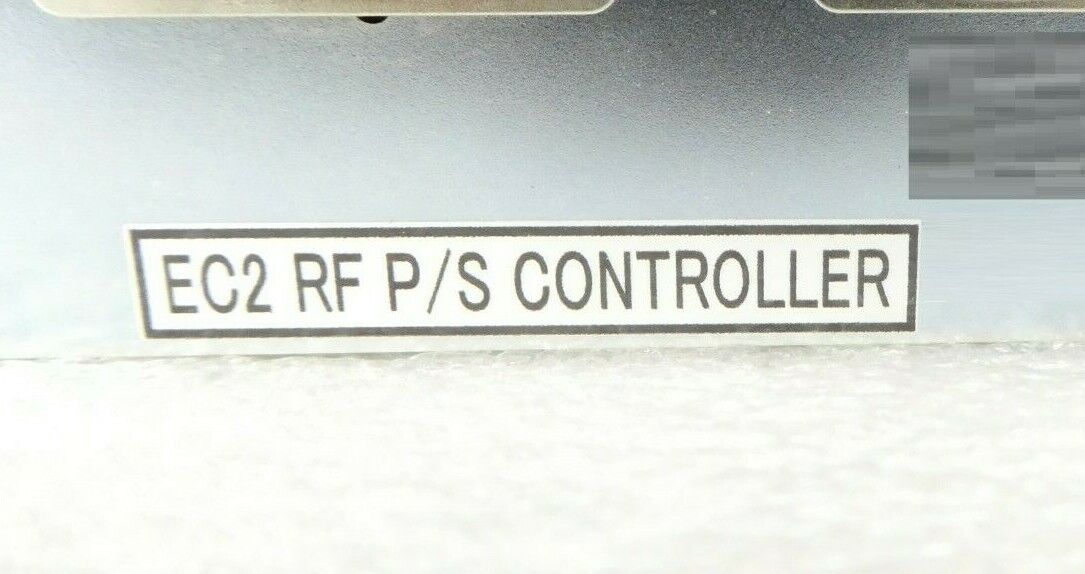 EC2 RF P/S CONTROLLER